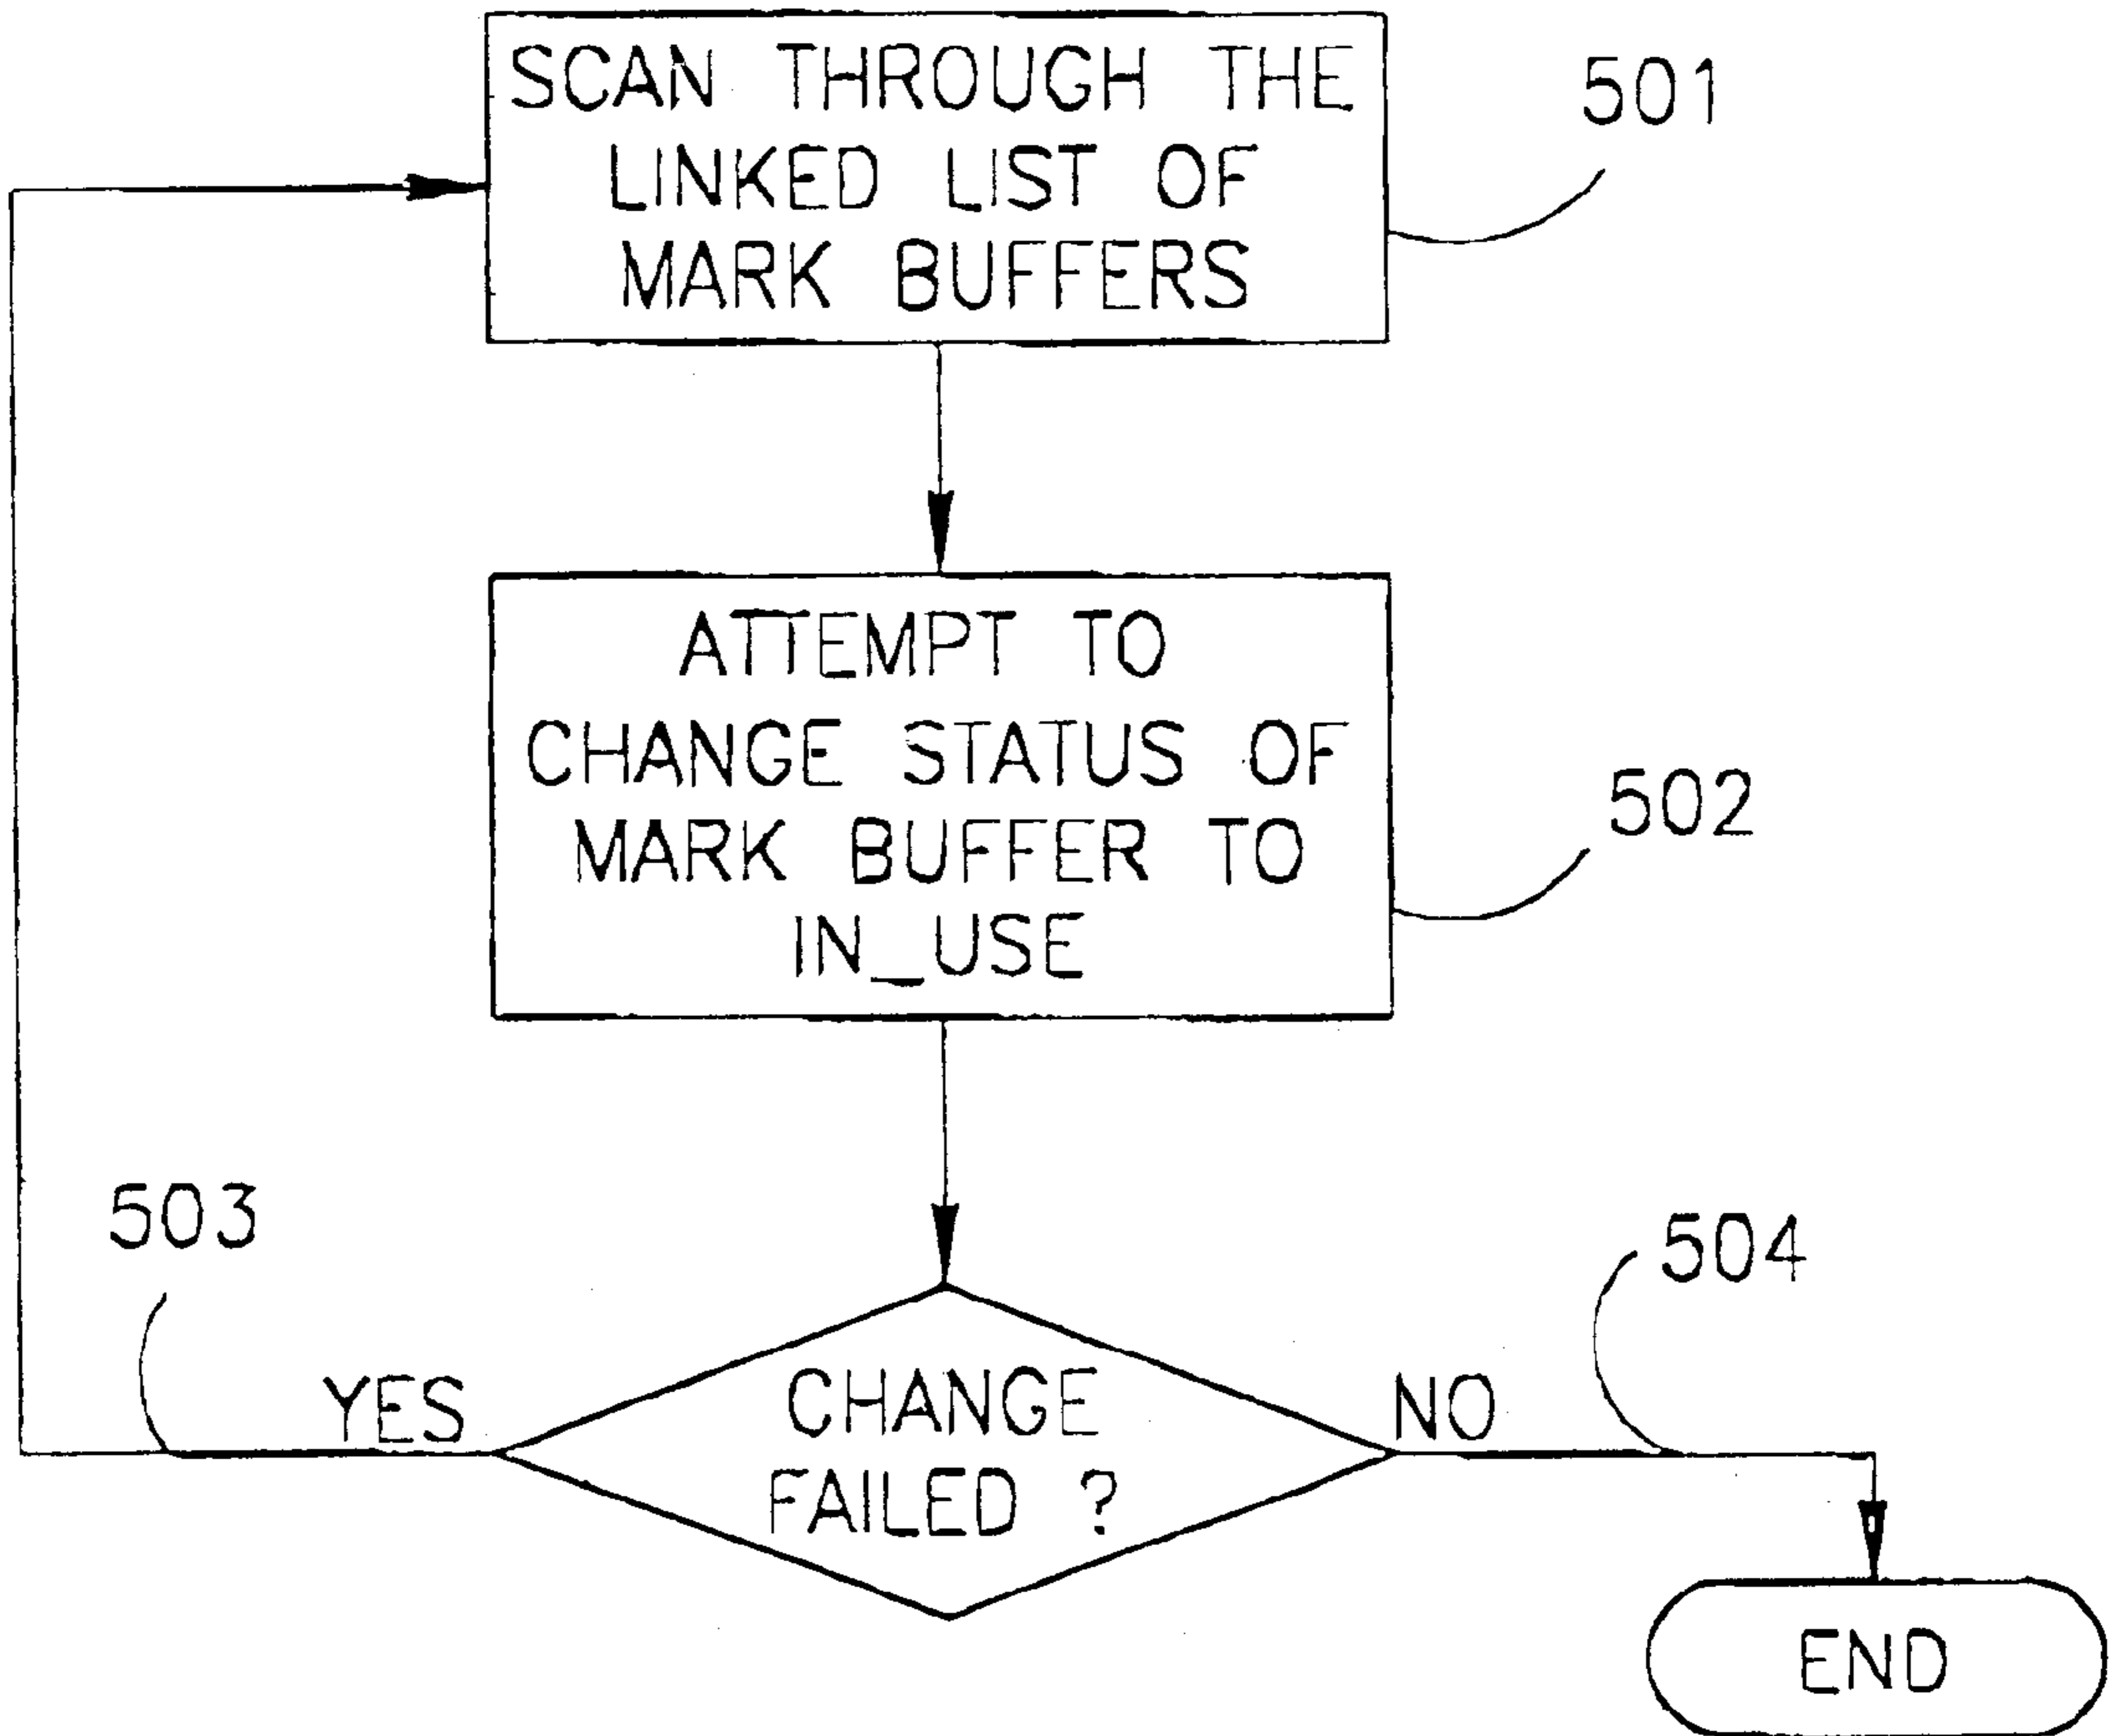 SCAN THROUGH THE
LINKED LIST OF
MARK BUFFERS
501
ATTEMPT TO
CHANGE STATUS OF
MARK BUFFER TO
IN_USE
502
503
504
YES
CHANGE
FAILED ?
NO
END